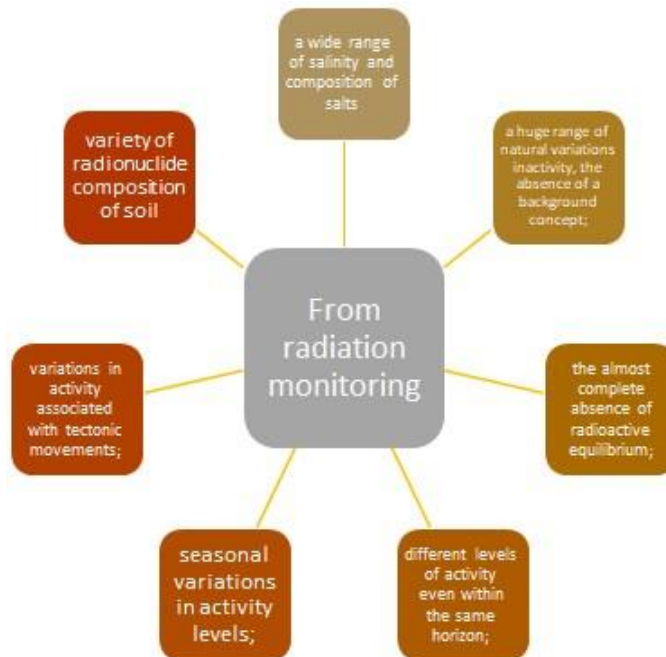 a wide range
of salinity and
composition of
salts
a huge range of
natural variations
inactivity, the
absence of a
background
concept;
the almost
complete
absence of
radioactive
equilibrium;
different levels
of activity
even within
the same
horizon;
seasonal
variations
in activity
levels;
variations in
activity
associated
with tectonic
movements;
variety of
radionuclide
composition
of soil
From
radiation
monitoring